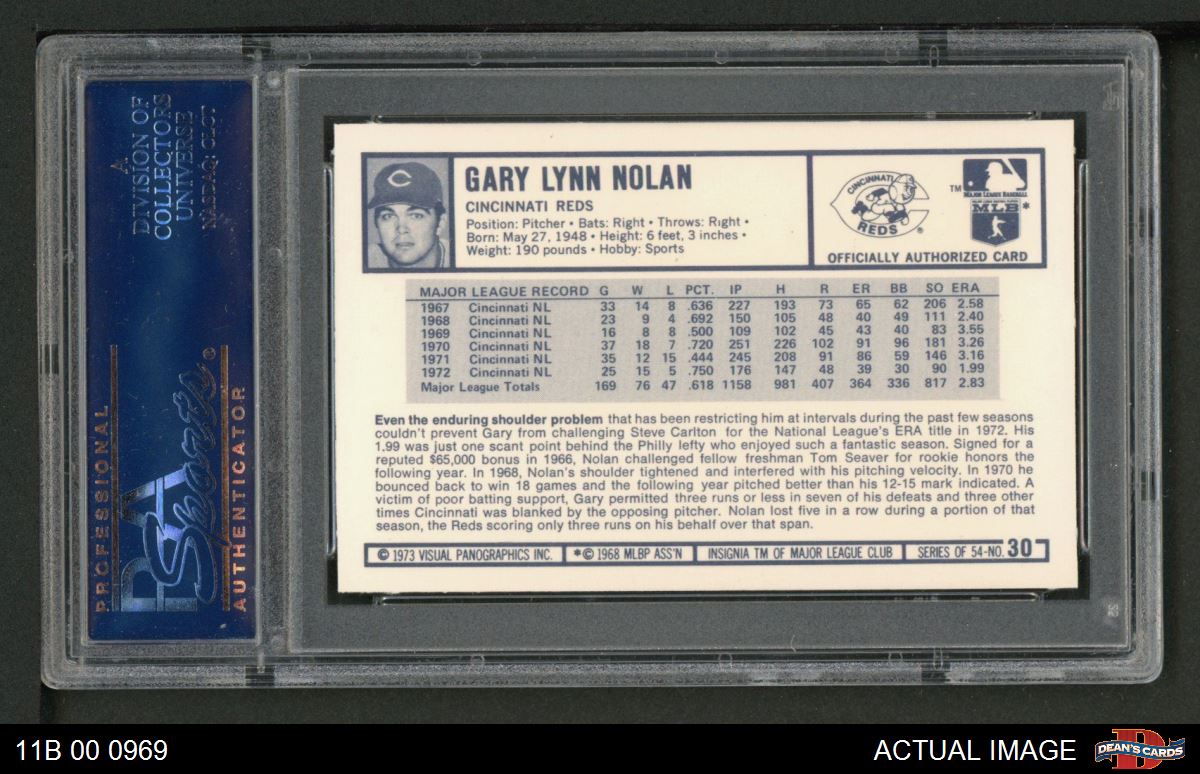 A
DIVISION OF
COLLECTORS
UNIVERSE
NASDAQ: CLCT
PROFESSIONAL
PSA
Sports®
AUTHENTICATOR
C
GARY LYNN NOLAN
CINCINNATI REDS
Position: Pitcher • Bats: Right • Throws: Right •
Born: May 27, 1948 • Height: 6 feet, 3 inches •
Weight: 190 pounds • Hobby: Sports
CINCINNATI
REDS ®
TM
MAJOR LEAGUE BASEBALL
MLB *
OFFICIALLY AUTHORIZED CARD
MAJOR LEAGUE RECORD G W L PCT. IP H R ER BB SO ERA
1967 Cincinnati NL 33 14 8 .636 227 193 73 65 62 206 2.58
1968 Cincinnati NL 23 9 4 .692 150 105 48 40 49 111 2.40
1969 Cincinnati NL 16 8 8 .500 109 102 45 43 40 83 3.55
1970 Cincinnati NL 37 18 7 .720 251 226 102 91 96 181 3.26
1971 Cincinnati NL 35 12 15 .444 245 208 91 86 59 146 3.16
1972 Cincinnati NL 25 15 5 .750 176 147 48 39 30 90 1.99
Major League Totals 169 76 47 .618 1158 981 407 364 336 817 2.83
Even the enduring shoulder problem that has been restricting him at intervals during the past few seasons
couldn't prevent Gary from challenging Steve Carlton for the National League's ERA title in 1972. His
1.99 was just one scant point behind the Philly lefty who enjoyed such a fantastic season. Signed for a
reputed $65,000 bonus in 1966, Nolan challenged fellow freshman Tom Seaver for rookie honors the
following year. In 1968, Nolan's shoulder tightened and interfered with his pitching velocity. In 1970 he
bounced back to win 18 games and the following year pitched better than his 12-15 mark indicated. A
victim of poor batting support, Gary permitted three runs or less in seven of his defeats and three other
times Cincinnati was blanked by the opposing pitcher. Nolan lost five in a row during a portion of that
season, the Reds scoring only three runs on his behalf over that span.
© 1973 VISUAL PANOGRAPHICS INC. *© 1968 MLBP ASS'N INSIGNIA TM OF MAJOR LEAGUE CLUB SERIES OF 54-NO. 30
11B 00 0969
ACTUAL IMAGE
DEAN'S CARDS